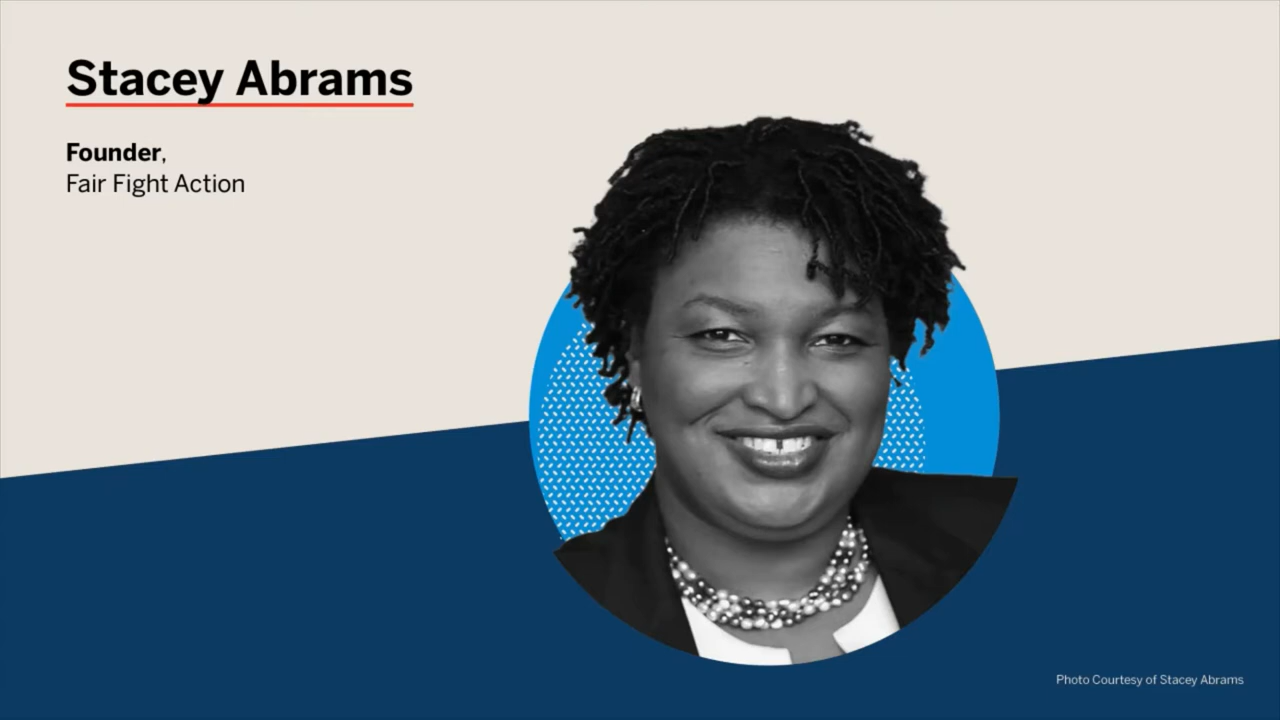 Stacey Abrams
Founder,
Fair Fight Action
Photo Courtesy of Stacey Abrams